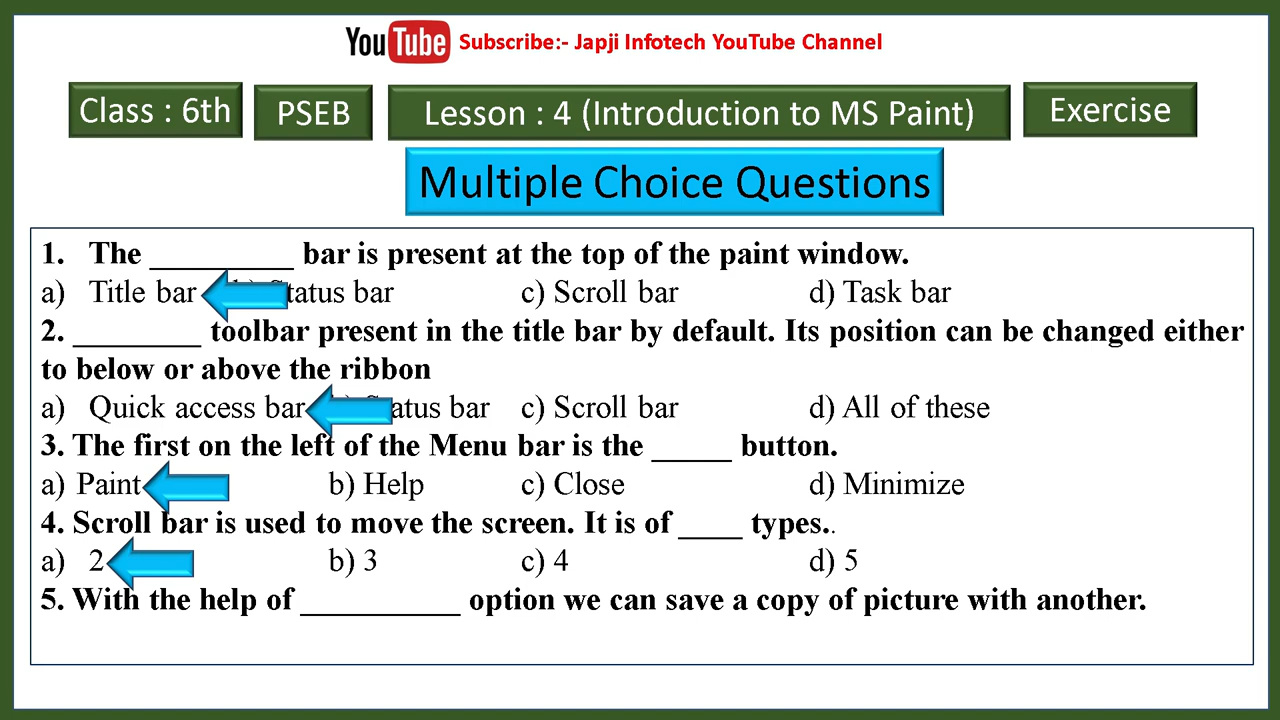 YouTube Subscribe:- Japji Infotech YouTube Channel
Class : 6th PSEB Lesson : 4 (Introduction to MS Paint) Exercise
Multiple Choice Questions
1. The _________ bar is present at the top of the paint window.
a) Title bar b) Status bar c) Scroll bar d) Task bar
2. ________ toolbar present in the title bar by default. Its position can be changed either
to below or above the ribbon
a) Quick access bar b) Status bar c) Scroll bar d) All of these
3. The first on the left of the Menu bar is the _____ button.
a) Paint b) Help c) Close d) Minimize
4. Scroll bar is used to move the screen. It is of ____ types..
a) 2 b) 3 c) 4 d) 5
5. With the help of __________ option we can save a copy of picture with another.